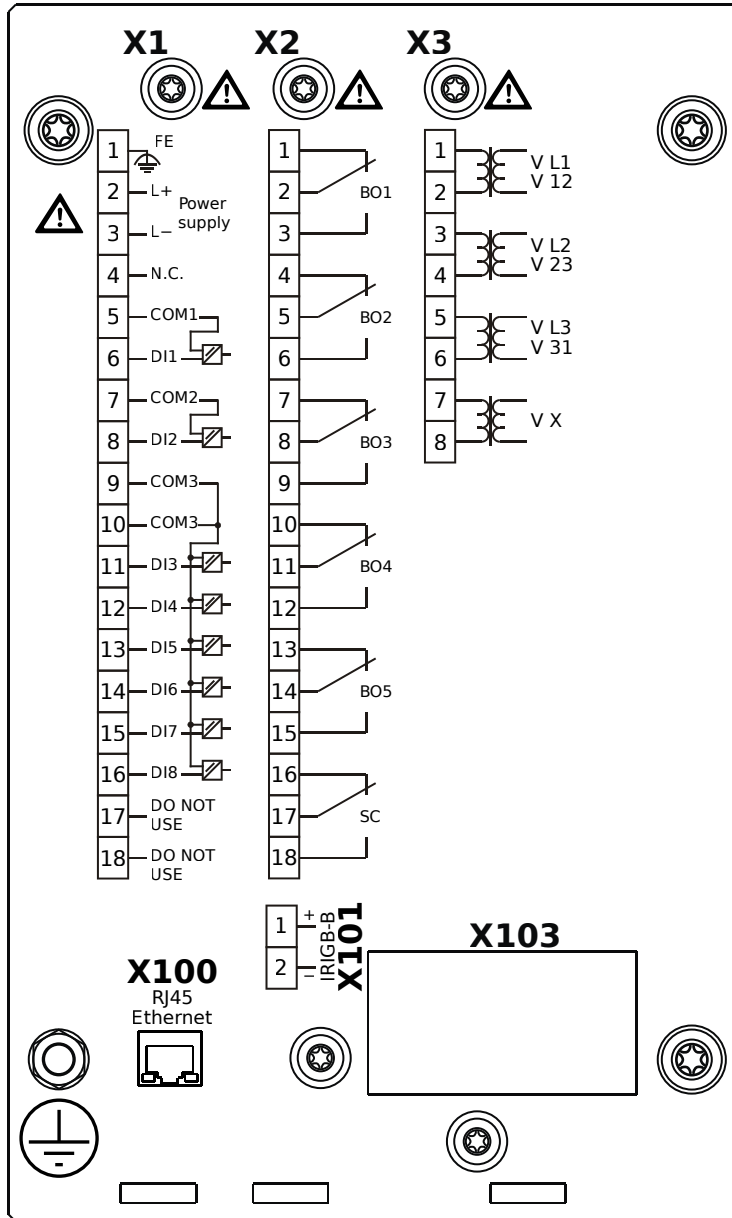 X1
X2
X3
1 FE
2 L+ Power supply
3 L−
4 N.C.
5 COM1
6 DI1
7 COM2
8 DI2
9 COM3
10 COM3
11 DI3
12 DI4
13 DI5
14 DI6
15 DI7
16 DI8
17 DO NOT
USE
18 DO NOT
USE
1
2 BO1
3
4
5 BO2
6
7
8 BO3
9
10
11 BO4
12
13
14 BO5
15
16
17 SC
18
1 V L1
2 V 12
3 V L2
4 V 23
5 V L3
6 V 31
7 V X
8
1 +
2 −
IRIGB-B
X101
X103
X100
RJ45
Ethernet